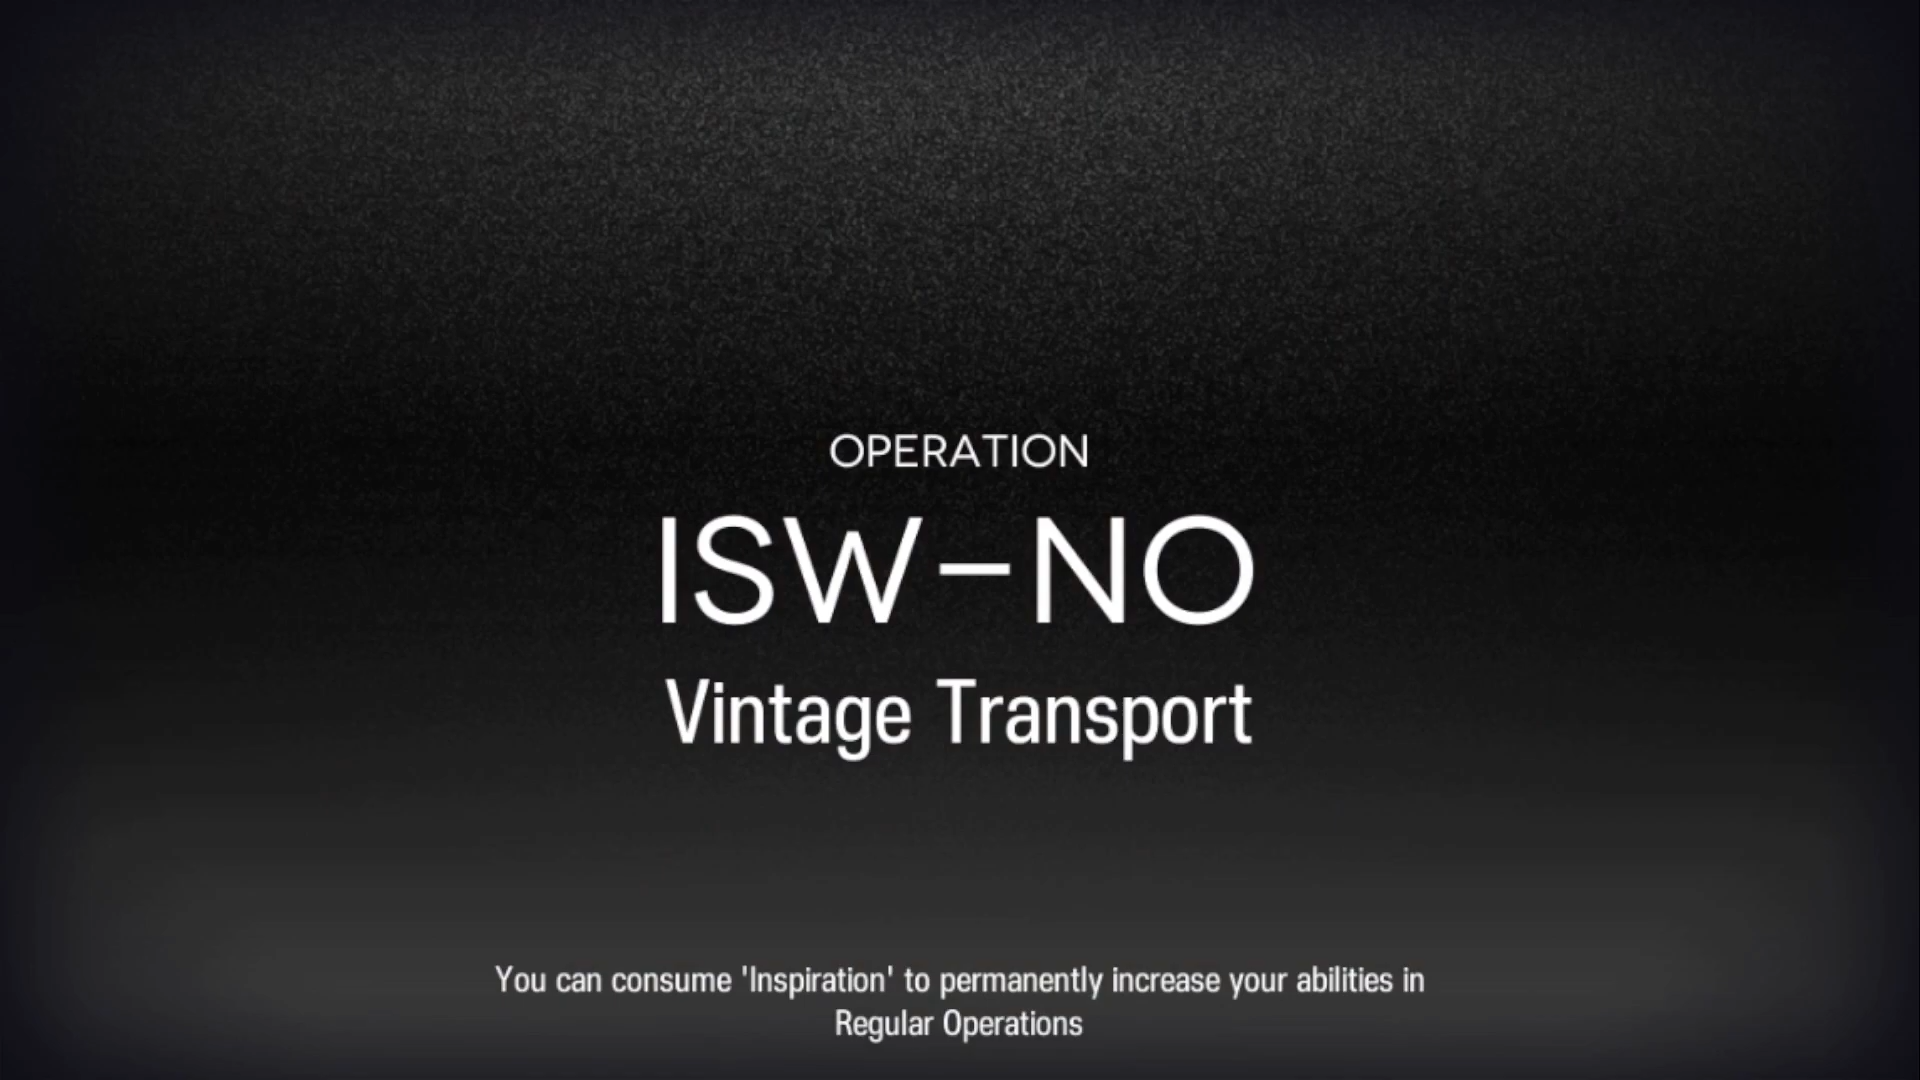 OPERATION
ISW-NO
Vintage Transport
You can consume 'Inspiration' to permanently increase your abilities in
Regular Operations